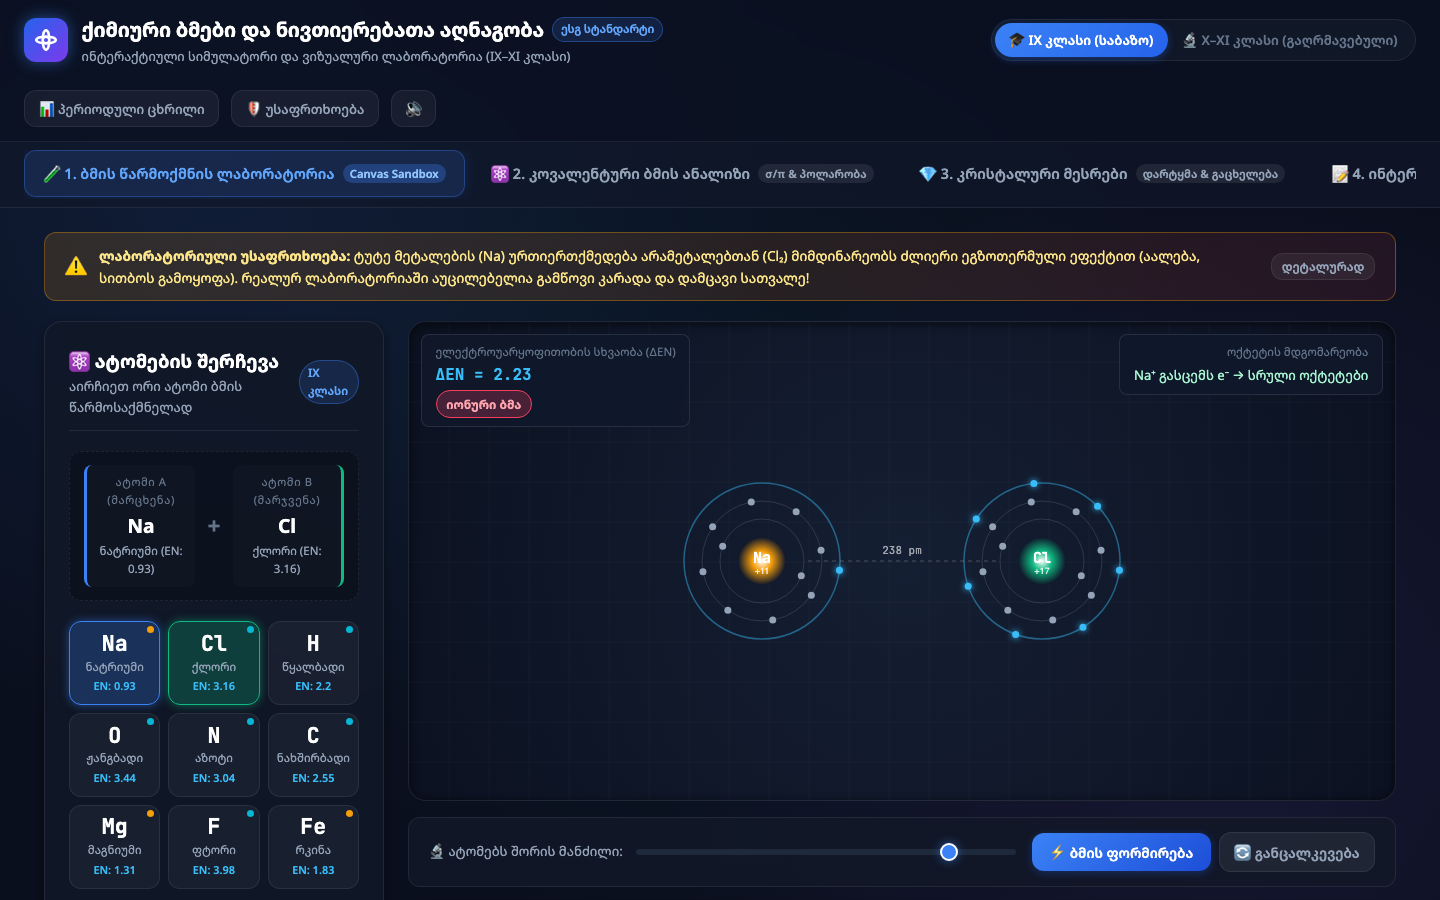 ქიმიური ბმები და ნივთიერებათა აღნაგობა
ესგ სტანდარტი
ინტერაქტიული სიმულატორი და ვიზუალური ლაბორატორია (IX–XI კლასი)
IX კლასი (საბაზო)
X–XI კლასი (გაღრმავებული)
პერიოდული ცხრილი
უსაფრთხოება
1. ბმის წარმოქმნის ლაბორატორია
Canvas Sandbox
2. კოვალენტური ბმის ანალიზი
σ/π & პოლარობა
3. კრისტალური მესრები
დარტყმა & გაცხელება
4. ინტერ
ლაბორატორიული უსაფრთხოება: ტუტე მეტალების (Na) ურთიერთქმედება არამეტალებთან (Cl₂) მიმდინარეობს ძლიერი ეგზოთერმული ეფექტით (აალება,
სითბოს გამოყოფა). რეალურ ლაბორატორიაში აუცილებელია გამწოვი კარადა და დამცავი სათვალე!
დეტალურად
ატომების შერჩევა
აირჩიეთ ორი ატომი ბმის
წარმოსაქმნელად
IX
კლასი
ატომი A
(მარცხენა)
Na
ნატრიუმი (EN:
0.93)
+
ატომი B
(მარჯვენა)
Cl
ქლორი (EN:
3.16)
Na
ნატრიუმი
EN: 0.93
Cl
ქლორი
EN: 3.16
H
წყალბადი
EN: 2.2
O
ჟანგბადი
EN: 3.44
N
აზოტი
EN: 3.04
C
ნახშირბადი
EN: 2.55
Mg
მაგნიუმი
EN: 1.31
F
ფტორი
EN: 3.98
Fe
რკინა
EN: 1.83
ელექტროუარყოფითობის სხვაობა (ΔEN)
ΔEN = 2.23
იონური ბმა
ოქტეტის მდგომარეობა
Na⁺ გასცემს e⁻ → სრული ოქტეტები
Na
+11
238 pm
Cl
+17
ატომებს შორის მანძილი:
ბმის ფორმირება
განცალკევება